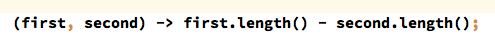 (first, second) -> first.length() - second.length();